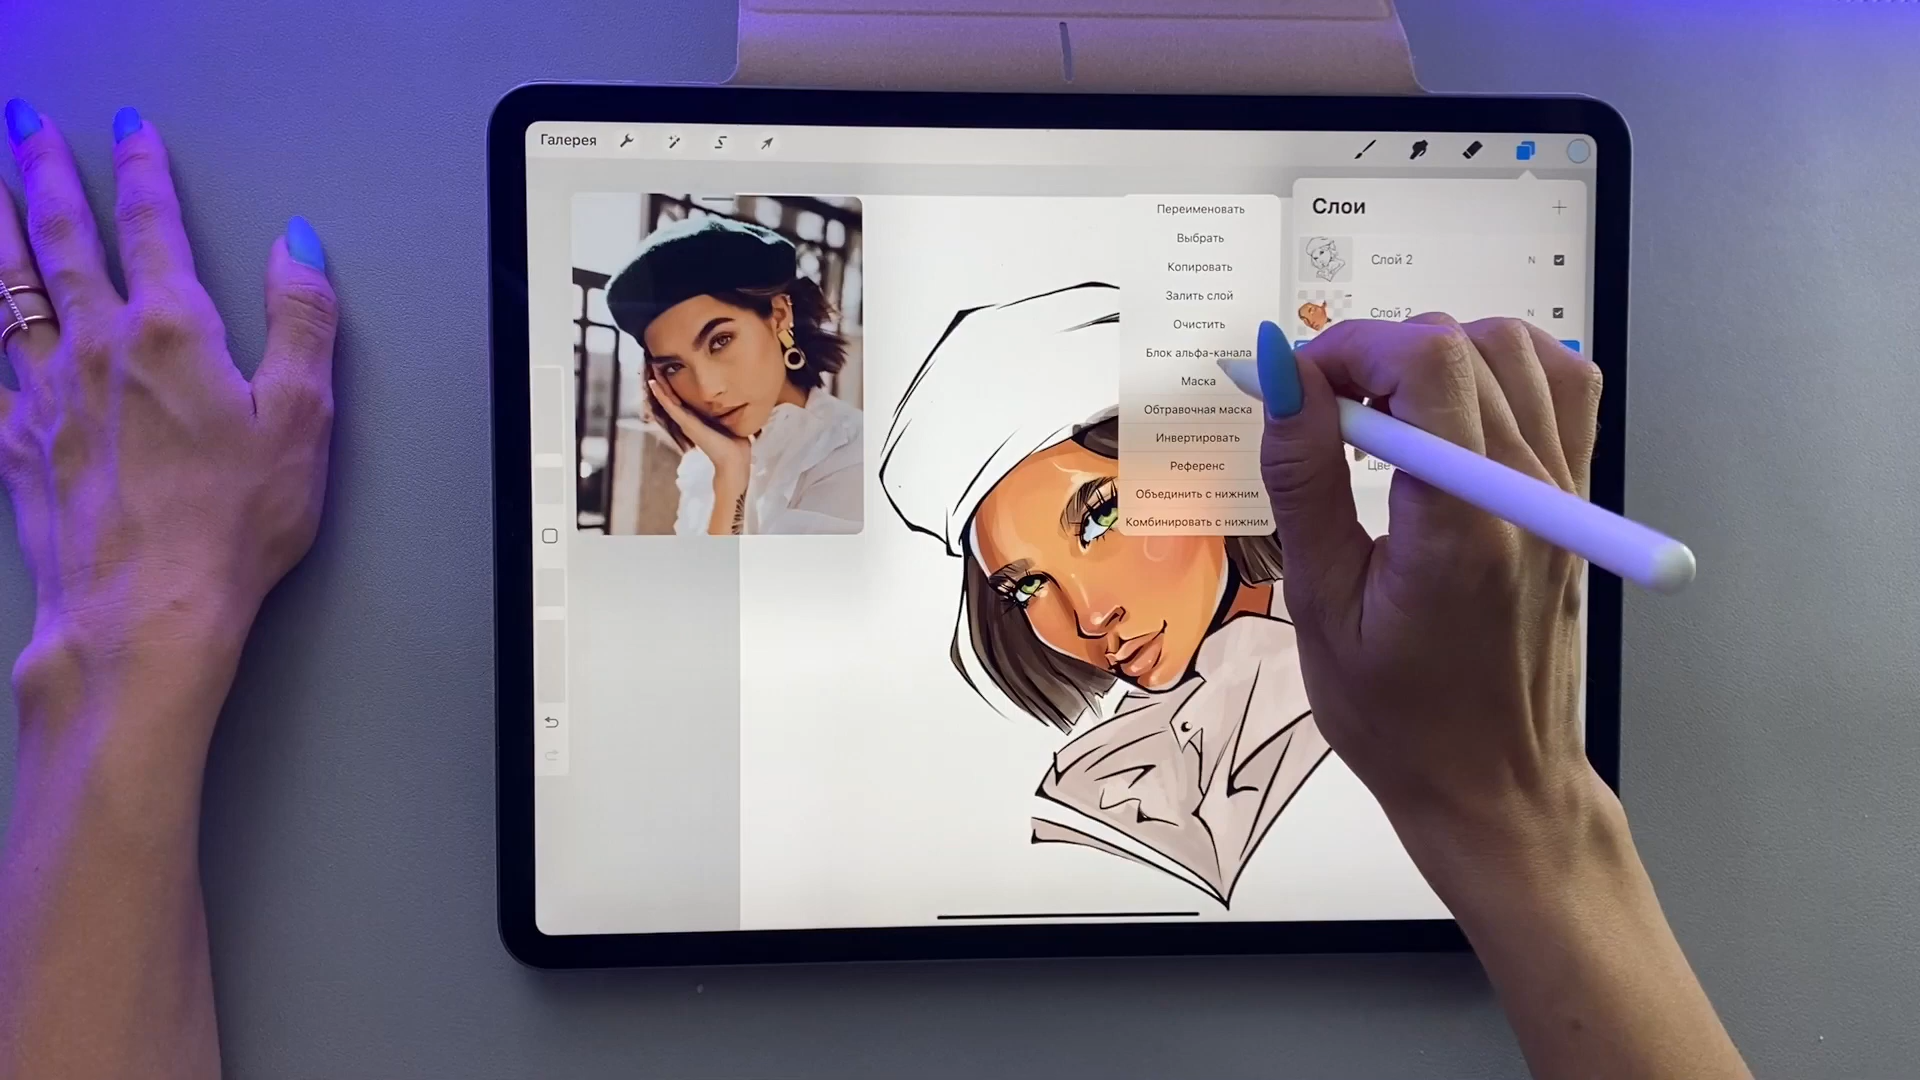 Галерея
Переименовать
Выбрать
Копировать
Залить слой
Очистить
Блок альфа-канала
Маска
Обтравочная маска
Инвертировать
Референс
Объединить с нижним
Комбинировать с нижним
Слои
Слой 2 N
Слой 2 N